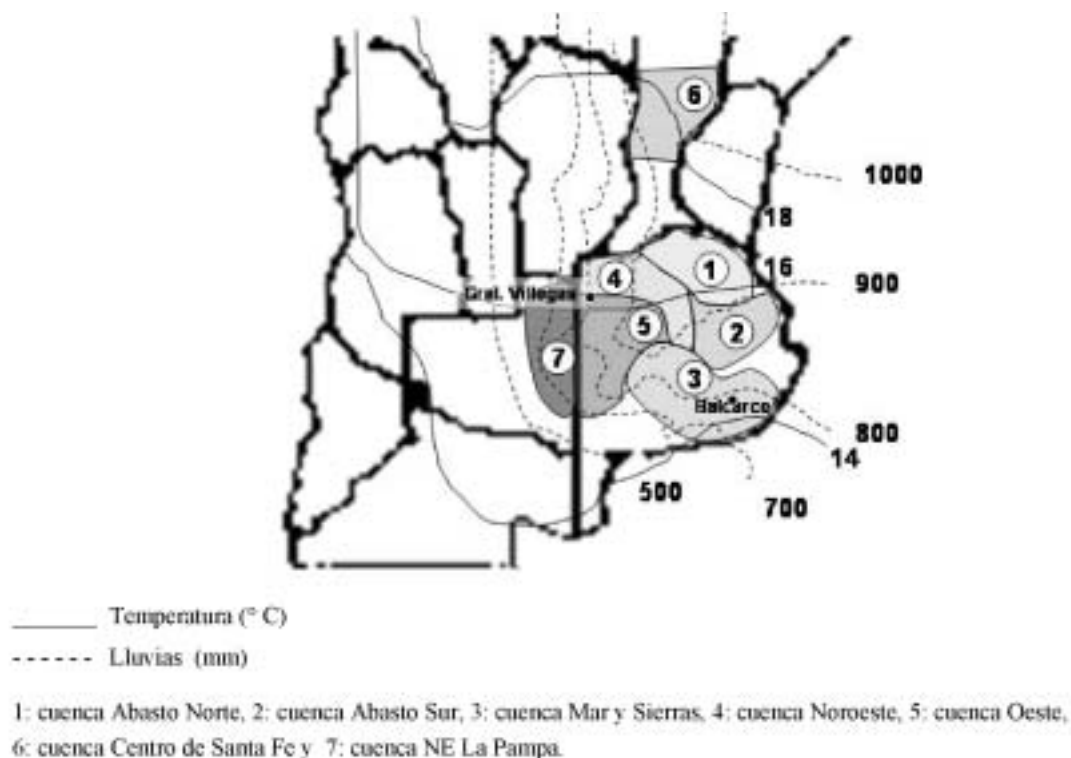 6
1000
18
1
16
900
4
Gral. Villegas
5
2
7
3
Balcarce
800
14
500
700
Temperatura (° C)
Lluvias (mm)
1: cuenca Abasto Norte, 2: cuenca Abasto Sur, 3: cuenca Mar y Sierras, 4: cuenca Noroeste, 5: cuenca Oeste,
6: cuenca Centro de Santa Fe y 7: cuenca NE La Pampa.